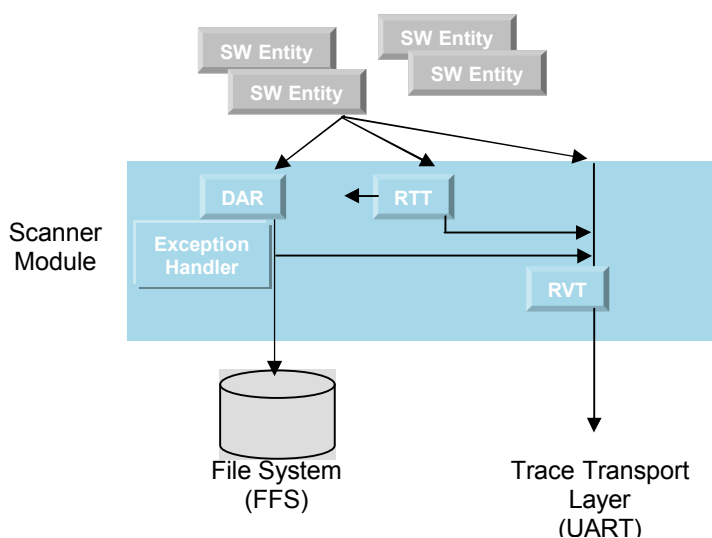 SW Entity
SW Entity
SW Entity
SW Entity
DAR
RTT
Scanner
Module
Exception
Handler
RVT
File System
(FFS)
Trace Transport
Layer
(UART)